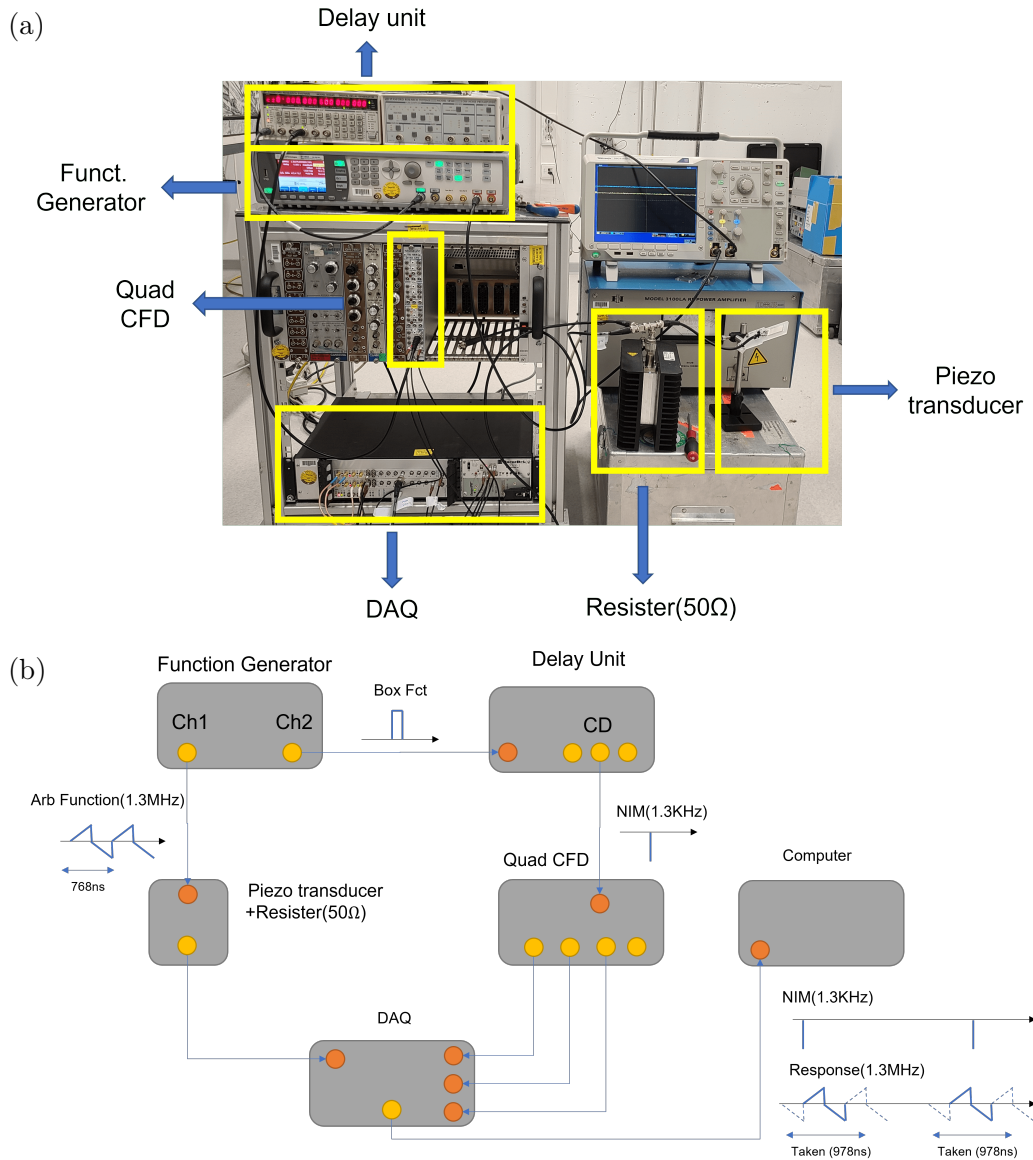 (a)
Delay unit
Funct.
Generator
Quad
CFD
MODEL 3100LA RF POWER AMPLIFIER
Piezo
transducer
DAQ
Resister(50Ω)
(b)
Function Generator
Delay Unit
Box Fct
Ch1
Ch2
CD
Arb Function(1.3MHz)
NIM(1.3KHz)
768ns
Quad CFD
Computer
Piezo transducer
+Resister(50Ω)
DAQ
NIM(1.3KHz)
Response(1.3MHz)
Taken (978ns)
Taken (978ns)